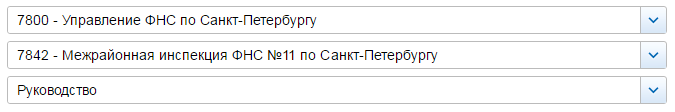 7800 - Управление ФНС по Санкт-Петербургу
7842 - Межрайонная инспекция ФНС №11 по Санкт-Петербургу
Руководство